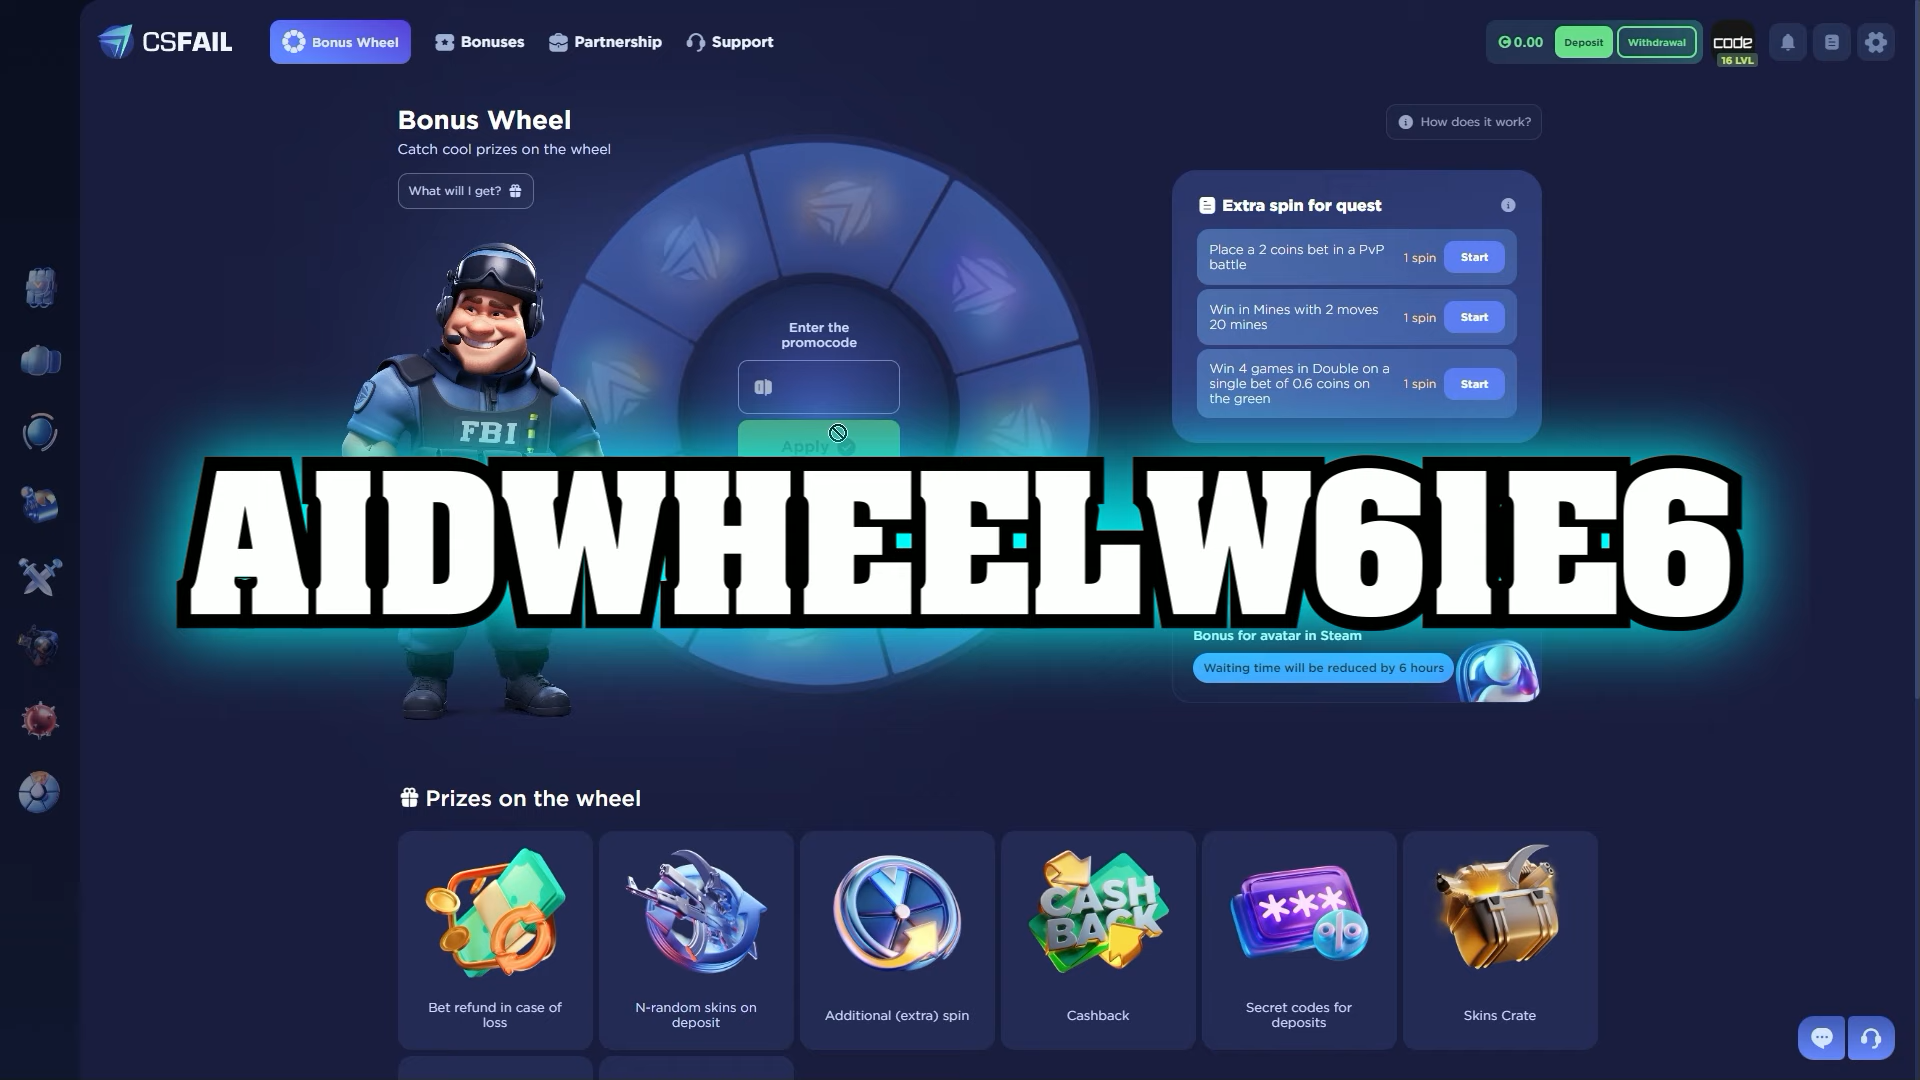 CSFAIL
Bonus Wheel
Bonuses
Partnership
Support
0.00
Deposit
Withdrawal
code
16 LVL
Bonus Wheel
Catch cool prizes on the wheel
What will I get?
How does it work?
Extra spin for quest
Place a 2 coins bet in a PvP
battle
1 spin
Start
Win in Mines with 2 moves
20 mines
1 spin
Start
Win 4 games in Double on a
single bet of 0.6 coins on
the green
1 spin
Start
Enter the
promocode
Apply
FBI
AIDWHEELW61E6
Bonus for avatar in Steam
Waiting time will be reduced by 6 hours
Prizes on the wheel
CASH
BACK
***
Bet refund in case of
loss
N-random skins on
deposit
Additional (extra) spin
Cashback
Secret codes for
deposits
Skins Crate